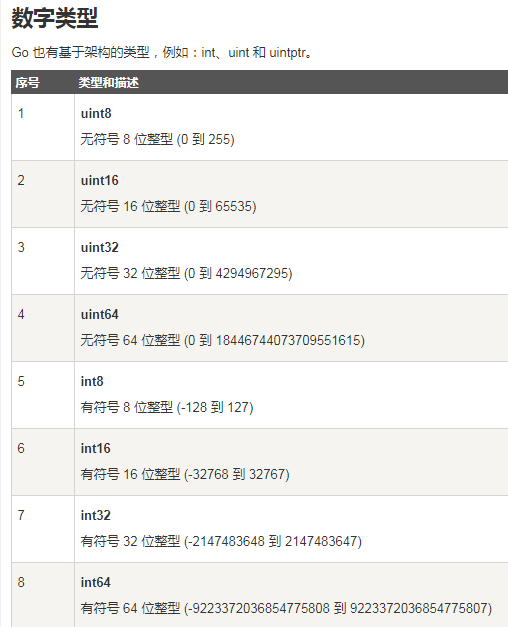 数字类型
Go 也有基于架构的类型，例如：int、uint 和 uintptr。
序号 类型和描述
1 uint8
无符号 8 位整型 (0 到 255)
2 uint16
无符号 16 位整型 (0 到 65535)
3 uint32
无符号 32 位整型 (0 到 4294967295)
4 uint64
无符号 64 位整型 (0 到 18446744073709551615)
5 int8
有符号 8 位整型 (-128 到 127)
6 int16
有符号 16 位整型 (-32768 到 32767)
7 int32
有符号 32 位整型 (-2147483648 到 2147483647)
8 int64
有符号 64 位整型 (-9223372036854775808 到 9223372036854775807)